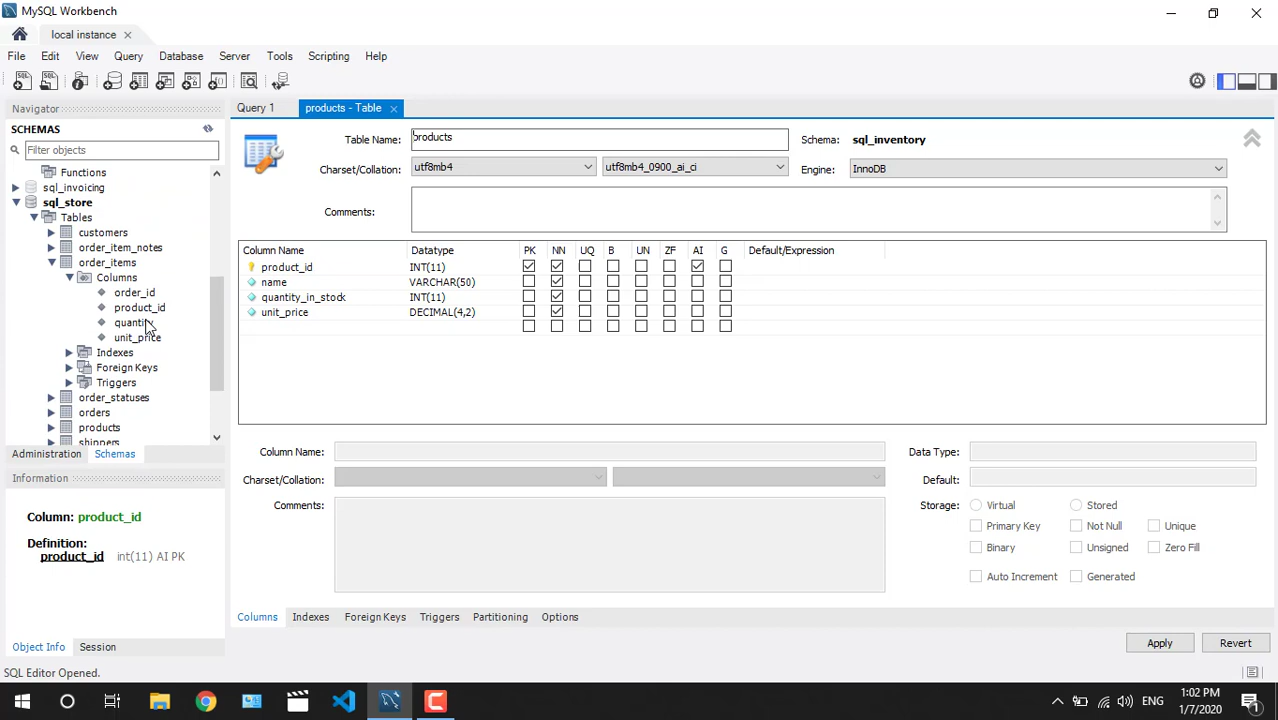 MySQL Workbench
local instance
File Edit View Query Database Server Tools Scripting Help
Navigator
SCHEMAS
Filter objects
Functions
sql_invoicing
sql_store
Tables
customers
order_item_notes
order_items
Columns
order_id
product_id
quantity
unit_price
Indexes
Foreign Keys
Triggers
order_statuses
orders
products
shippers
Administration Schemas
Information
Column: product_id
Definition:
product_id int(11) AI PK
Object Info Session
Query 1 products - Table
Table Name: products Schema: sql_inventory
Charset/Collation: utf8mb4 utf8mb4_0900_ai_ci Engine: InnoDB
Comments:
Column Name Datatype PK NN UQ B UN ZF AI G Default/Expression
product_id INT(11)
name VARCHAR(50)
quantity_in_stock INT(11)
unit_price DECIMAL(4,2)
Column Name: Data Type:
Charset/Collation: Default:
Comments: Storage: Virtual Stored
Primary Key Not Null Unique
Binary Unsigned Zero Fill
Auto Increment Generated
Columns Indexes Foreign Keys Triggers Partitioning Options
Apply Revert
SQL Editor Opened.
ENG
1:02 PM
1/7/2020